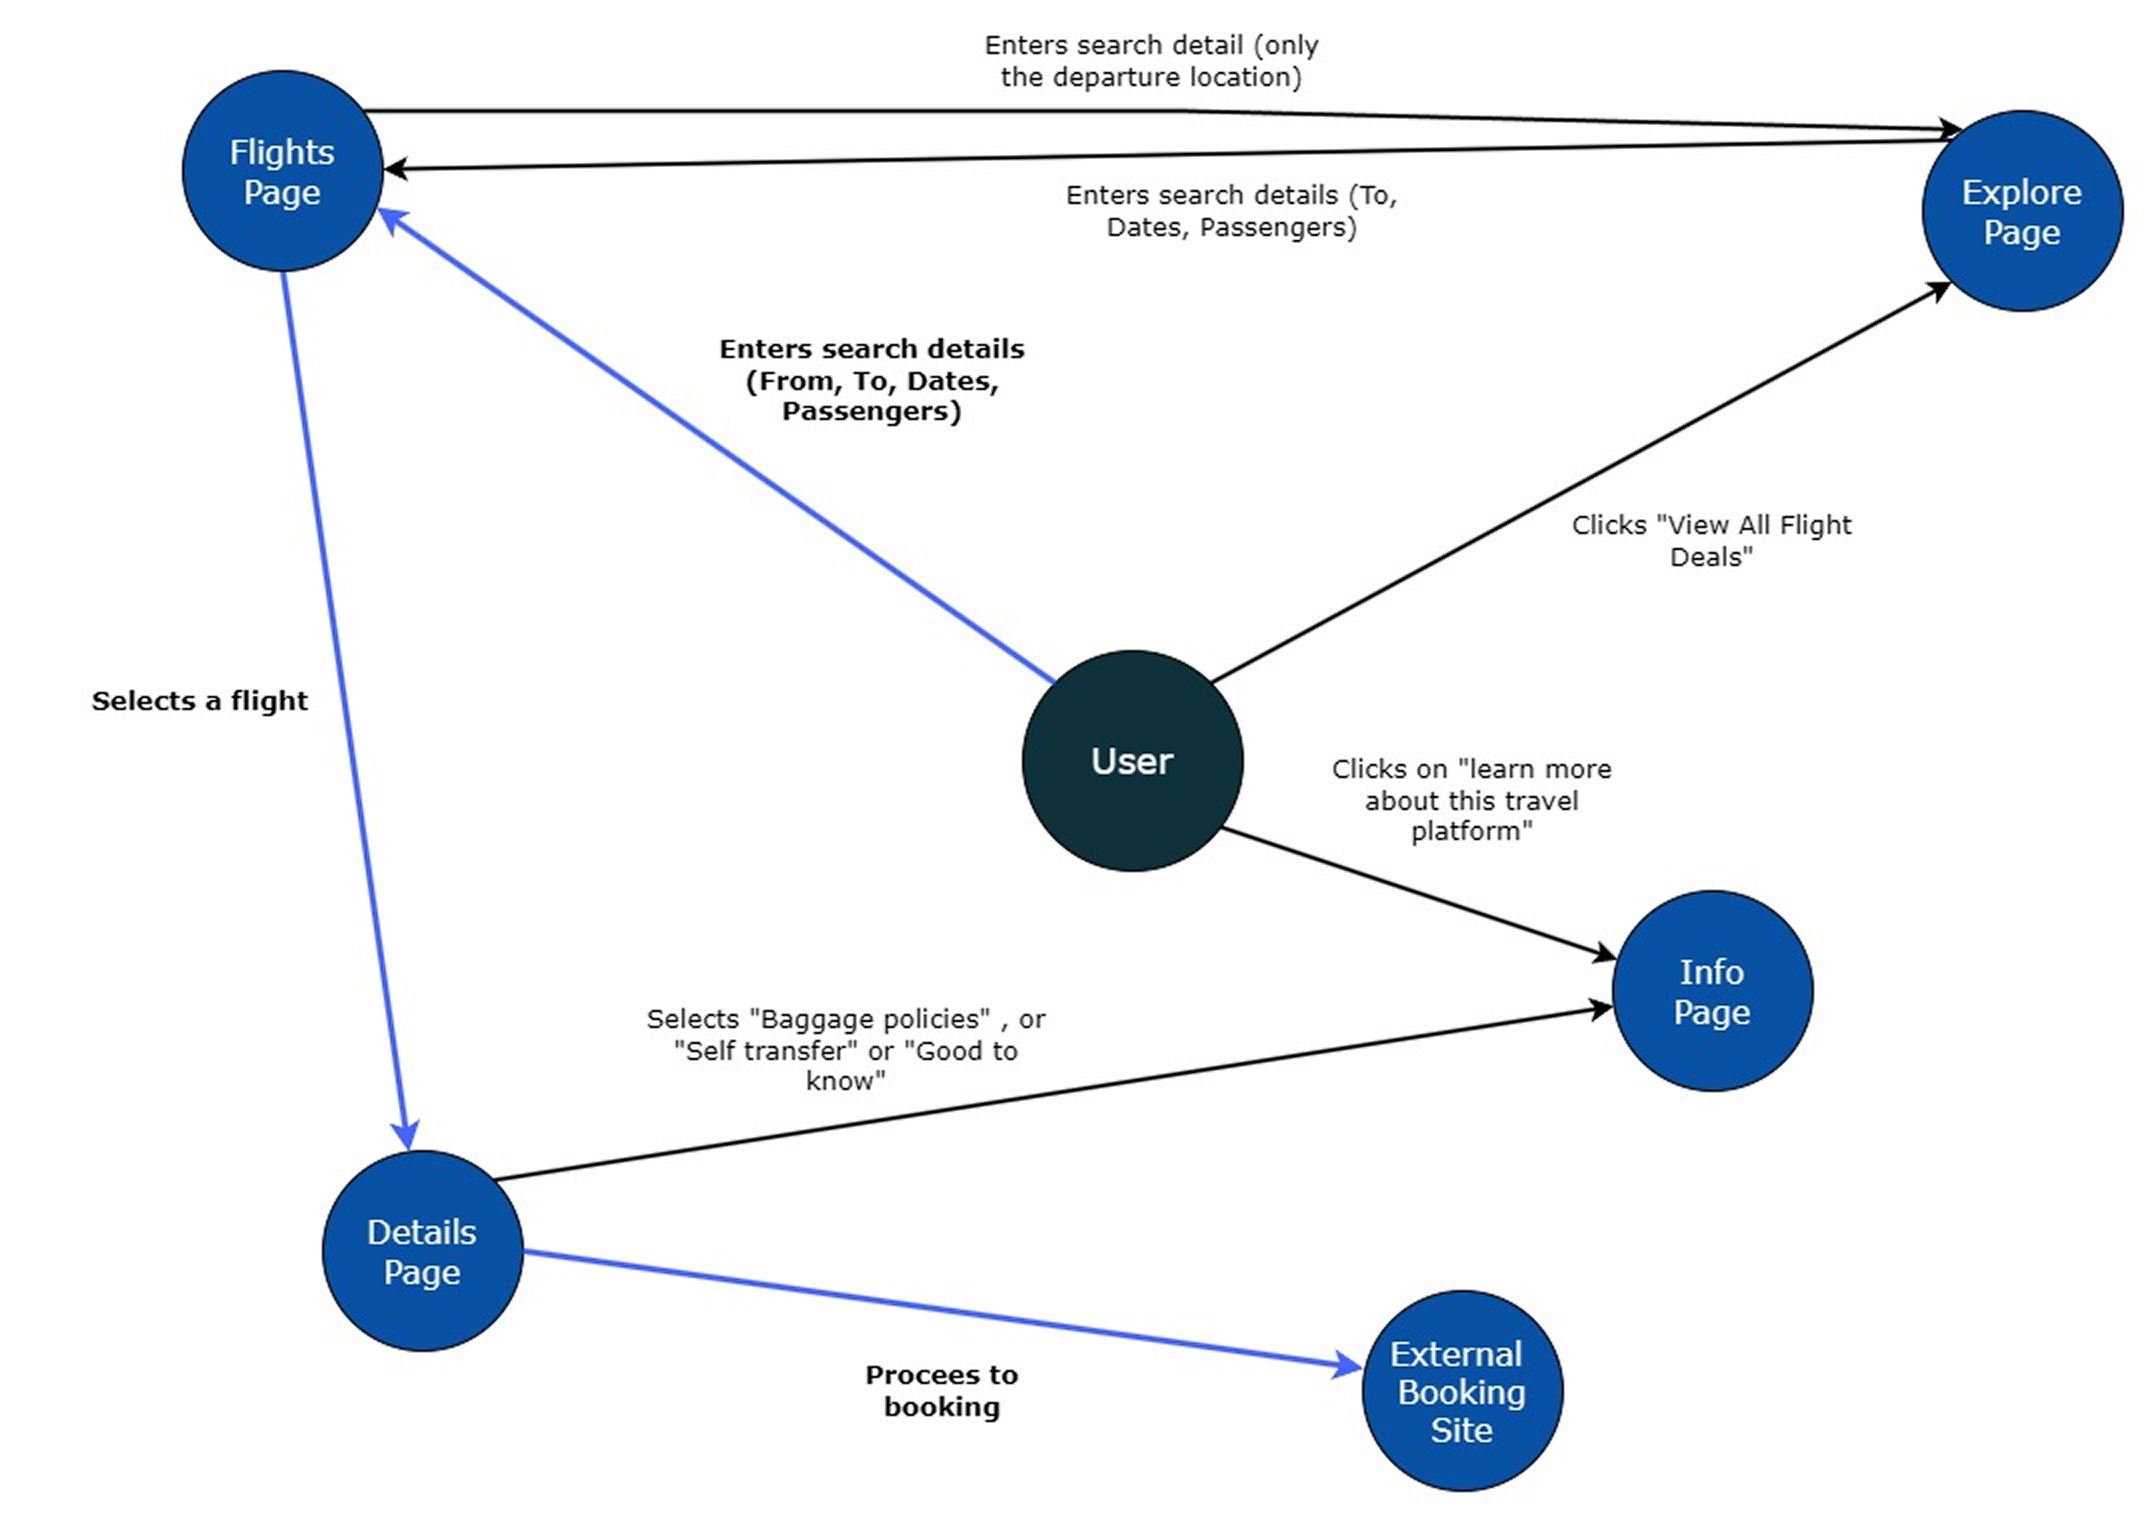 Enters search detail (only
the departure location)
Flights
Page
Explore
Page
Enters search details (To,
Dates, Passengers)
Enters search details
(From, To, Dates,
Passengers)
Clicks "View All Flight
Deals"
Selects a flight
User
Clicks on "learn more
about this travel
platform"
Info
Page
Selects "Baggage policies" , or
"Self transfer" or "Good to
know"
Details
Page
Procees to
booking
External
Booking
Site